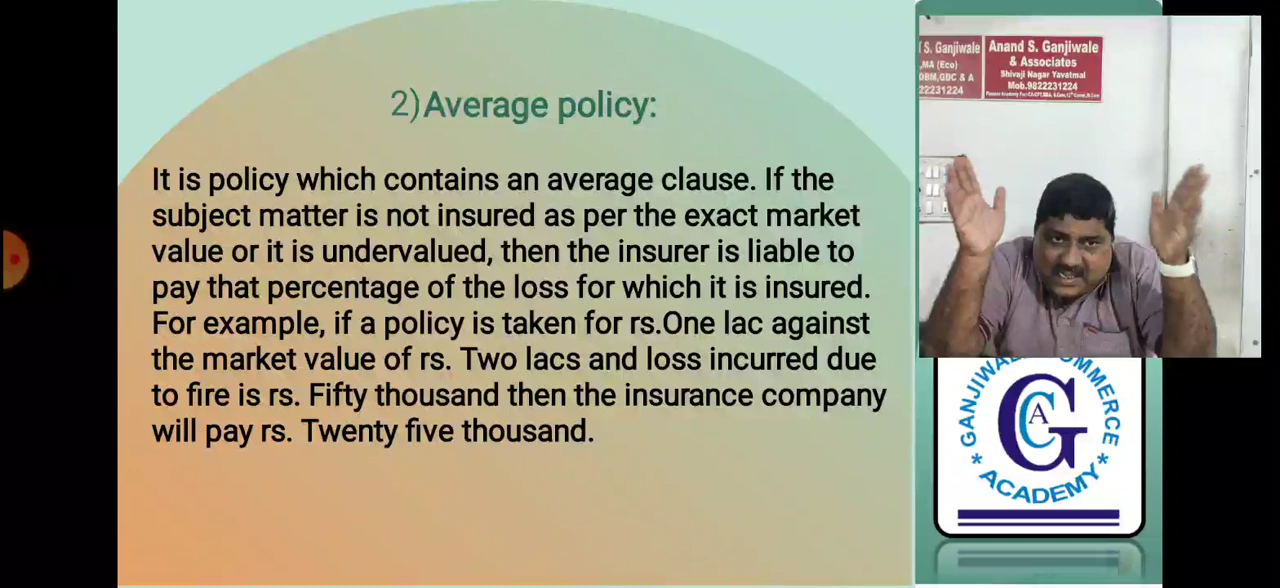 2)Average policy:
It is policy which contains an average clause. If the
subject matter is not insured as per the exact market
value or it is undervalued, then the insurer is liable to
pay that percentage of the loss for which it is insured.
For example, if a policy is taken for rs.One lac against
the market value of rs. Two lacs and loss incurred due
to fire is rs. Fifty thousand then the insurance company
will pay rs. Twenty five thousand.
S. Ganjiwale
,MA (Eco)
DBM,GDC & A
22231224
Anand S. Ganjiwale
& Associates
Shivaji Nagar Yavatmal
Mob.9822231224
GANJIWALE COMMERCE
GCA
* ACADEMY *